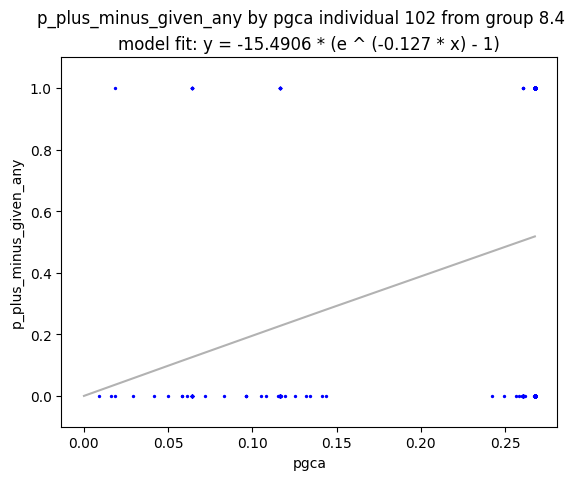 p_plus_minus_given_any by pgca individual 102 from group 8.4
model fit: y = -15.4906 * (e ^ (-0.127 * x) - 1)
p_plus_minus_given_any
1.0
0.8
0.6
0.4
0.2
0.0
0.00 0.05 0.10 0.15 0.20 0.25
pgca